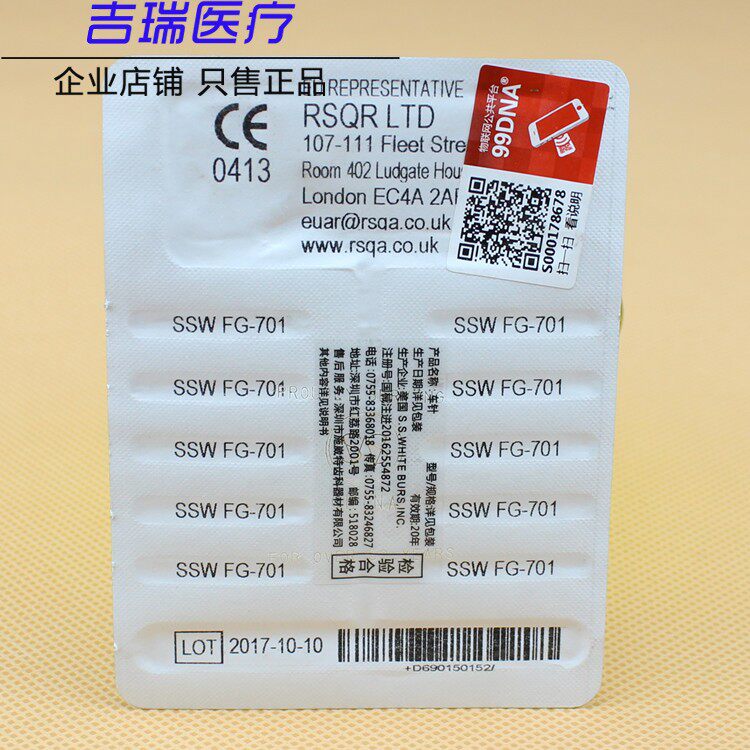 吉瑞医疗
企业店铺 只售正品
REPRESENTATIVE
RSQR LTD
107-111 Fleet Stre
Room 402 Ludgate Hou
London EC4A 2A
euar@rsqa.co.uk
www.rsqa.co.uk
CE
0413
物联网公共平台
99DNA®
S000178678
扫一扫 看说明
SSW FG-701
SSW FG-701
SSW FG-701
SSW FG-701
SSW FG-701
SSW FG-701
SSW FG-701
SSW FG-701
SSW FG-701
SSW FG-701
产品名称:车针 型号/规格:详见包装
生产日期:详见包装 有效期:20年
生产企业:美国 S.S.WHITE BURS,INC.
注册号:国械注进20162554872
电话:0755-83368018 传真:0755-83246827
地址:深圳市红荔路2001号 邮编:518028
售后服务:深圳市施威特齿科器材有限公司
其他内容详见说明书
检验合格
LOT 2017-10-10
+D690150152/